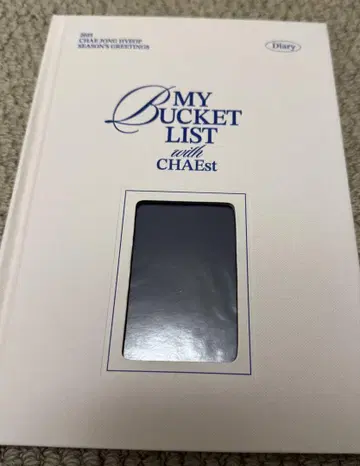 2025
CHAE JONG HYEOP
SEASON'S GREETINGS
Diary
MY
BUCKET
LIST
with
CHAEst